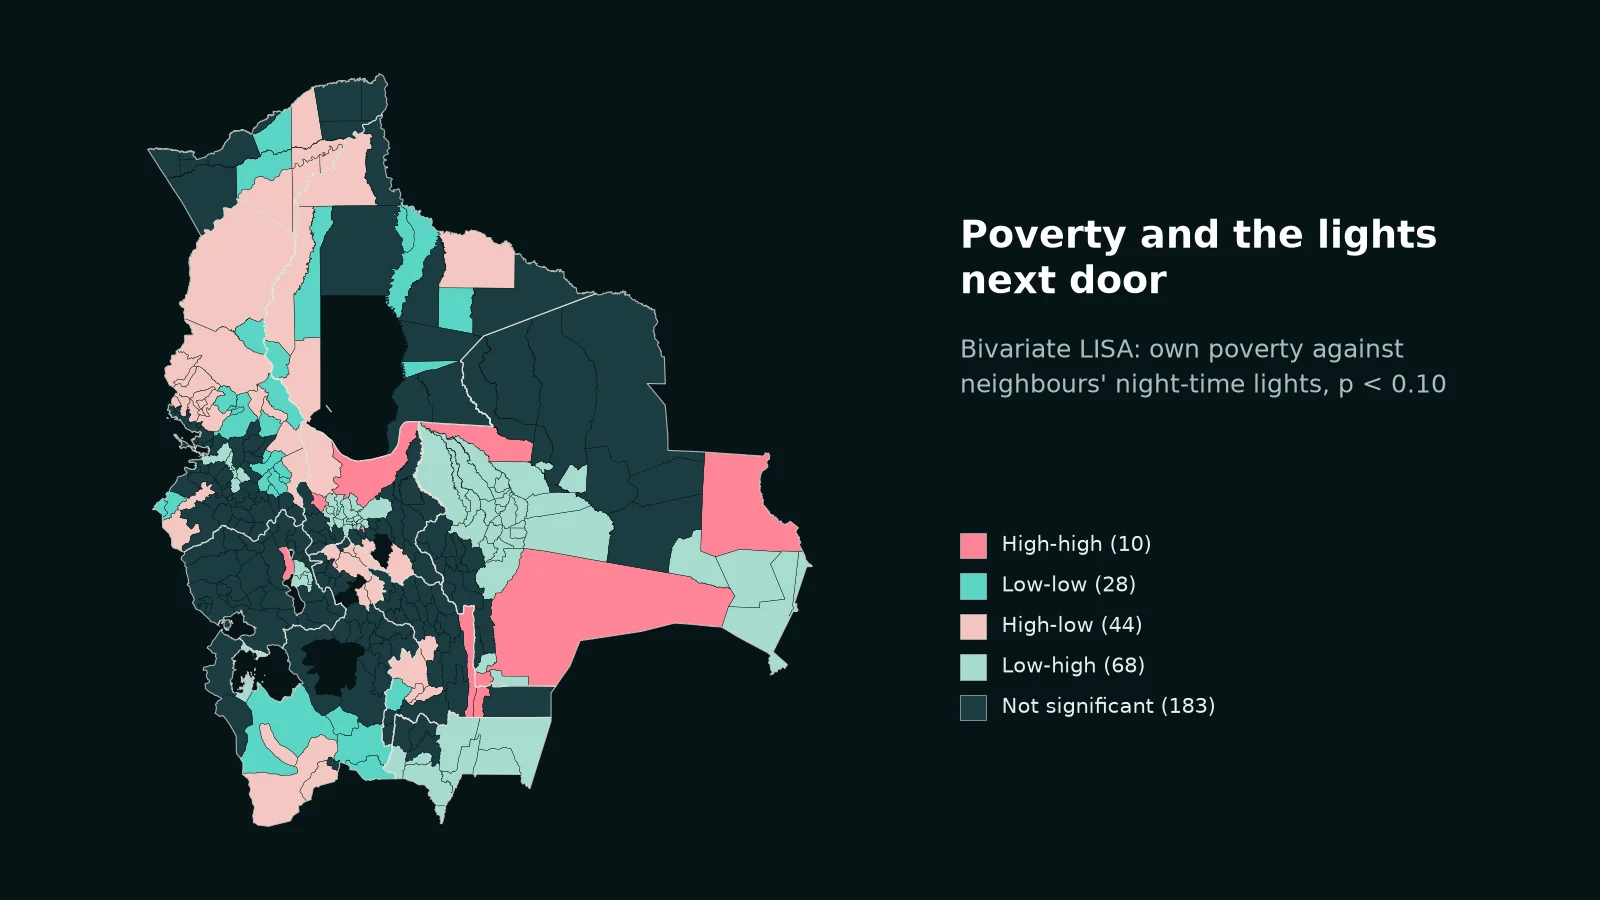 Poverty and the lights
next door
Bivariate LISA: own poverty against
neighbours' night-time lights, p < 0.10
High-high (10)
Low-low (28)
High-low (44)
Low-high (68)
Not significant (183)